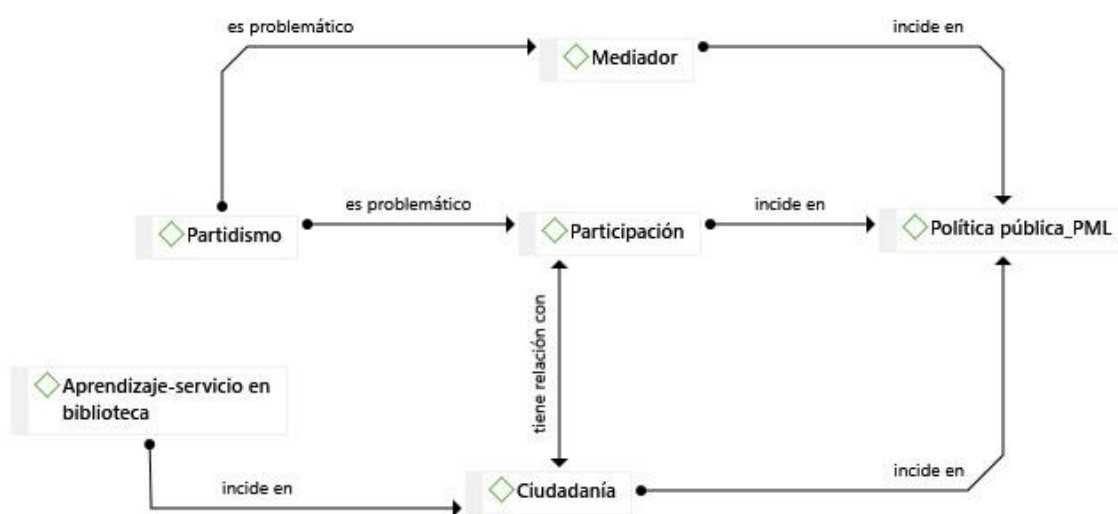 es problemático
incide en
Mediador
es problemático
incide en
Partidismo
Participación
Política pública_PML
tiene relación con
Aprendizaje-servicio en
biblioteca
incide en
incide en
Ciudadanía